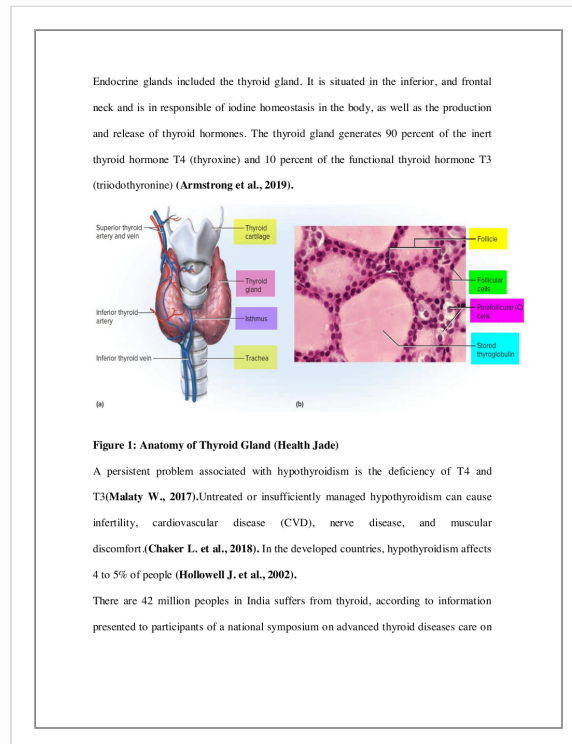 Endocrine glands included the thyroid gland. It is situated in the inferior, and frontal
neck and is in responsible of iodine homeostasis in the body, as well as the production
and release of thyroid hormones. The thyroid gland generates 90 percent of the inert
thyroid hormone T4 (thyroxine) and 10 percent of the functional thyroid hormone T3
(triiodothyronine) (Armstrong et al., 2019).
Superior thyroid
artery and vein
Inferior thyroid
artery
Inferior thyroid vein
Thyroid
cartilage
Thyroid
gland
Isthmus
Trachea
(a)
Follicle
Follicular
cells
Parafollicular (C)
cells
Stored
thyroglobulin
(b)
Figure 1: Anatomy of Thyroid Gland (Health Jade)
A persistent problem associated with hypothyroidism is the deficiency of T4 and
T3(Malaty W., 2017).Untreated or insufficiently managed hypothyroidism can cause
infertility, cardiovascular disease (CVD), nerve disease, and muscular
discomfort.(Chaker L. et al., 2018). In the developed countries, hypothyroidism affects
4 to 5% of people (Hollowell J. et al., 2002).
There are 42 million peoples in India suffers from thyroid, according to information
presented to participants of a national symposium on advanced thyroid diseases care on